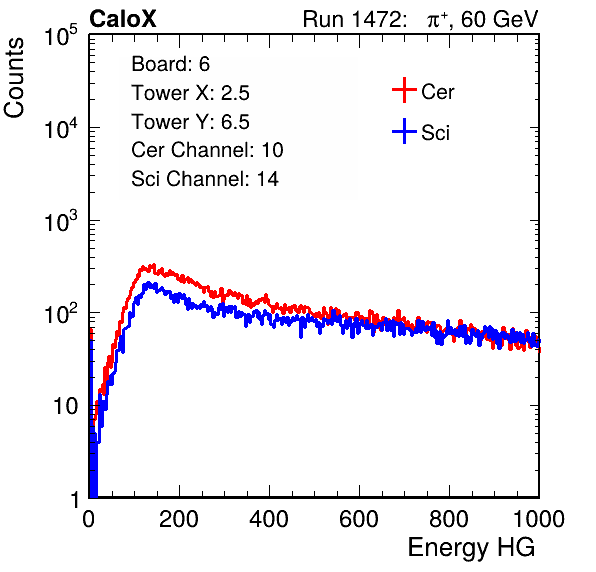 CaloX Run 1472: π⁺, 60 GeV
Counts
10⁵
10⁴
10³
10²
10
1
Board: 6
Tower X: 2.5
Tower Y: 6.5
Cer Channel: 10
Sci Channel: 14
Cer
Sci
0 200 400 600 800 1000
Energy HG